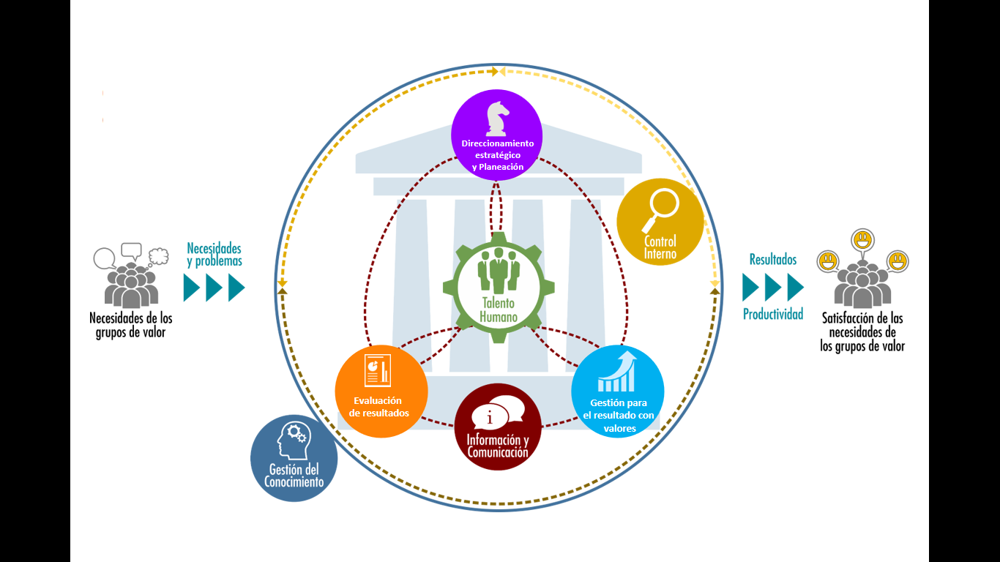 Direccionamiento
estratégico
y Planeación
Control
Interno
Necesidades
y problemas
Necesidades de los
grupos de valor
Talento
Humano
Resultados
Productividad
Satisfacción de las
necesidades de
los grupos de valor
Evaluación
de resultados
i
Información y
Comunicación
Gestión para
el resultado con
valores
Gestión del
Conocimiento